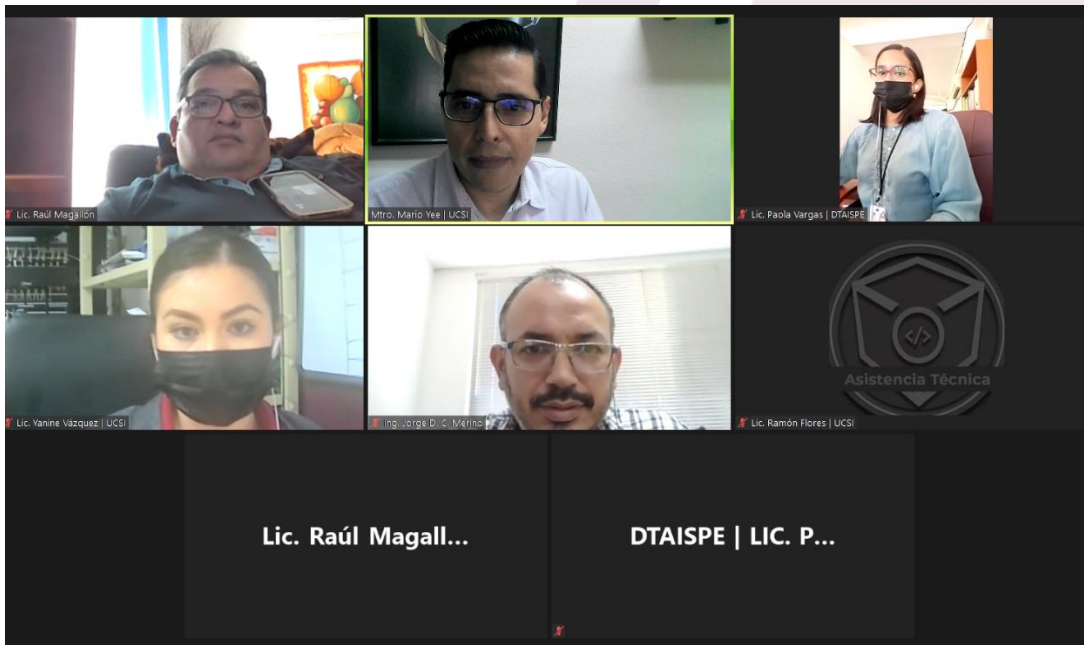 Lic. Raúl Magallón
Mtro. Mario Yee | UCSI
Lic. Paola Vargas | DTAISPE
Lic. Yanine Vázquez | UCSI
Ing. Jorge D. C. Merino
</>
Asistencia Técnica
Lic. Ramón Flores | UCSI
Lic. Raúl Magall...
DTAISPE | LIC. P...